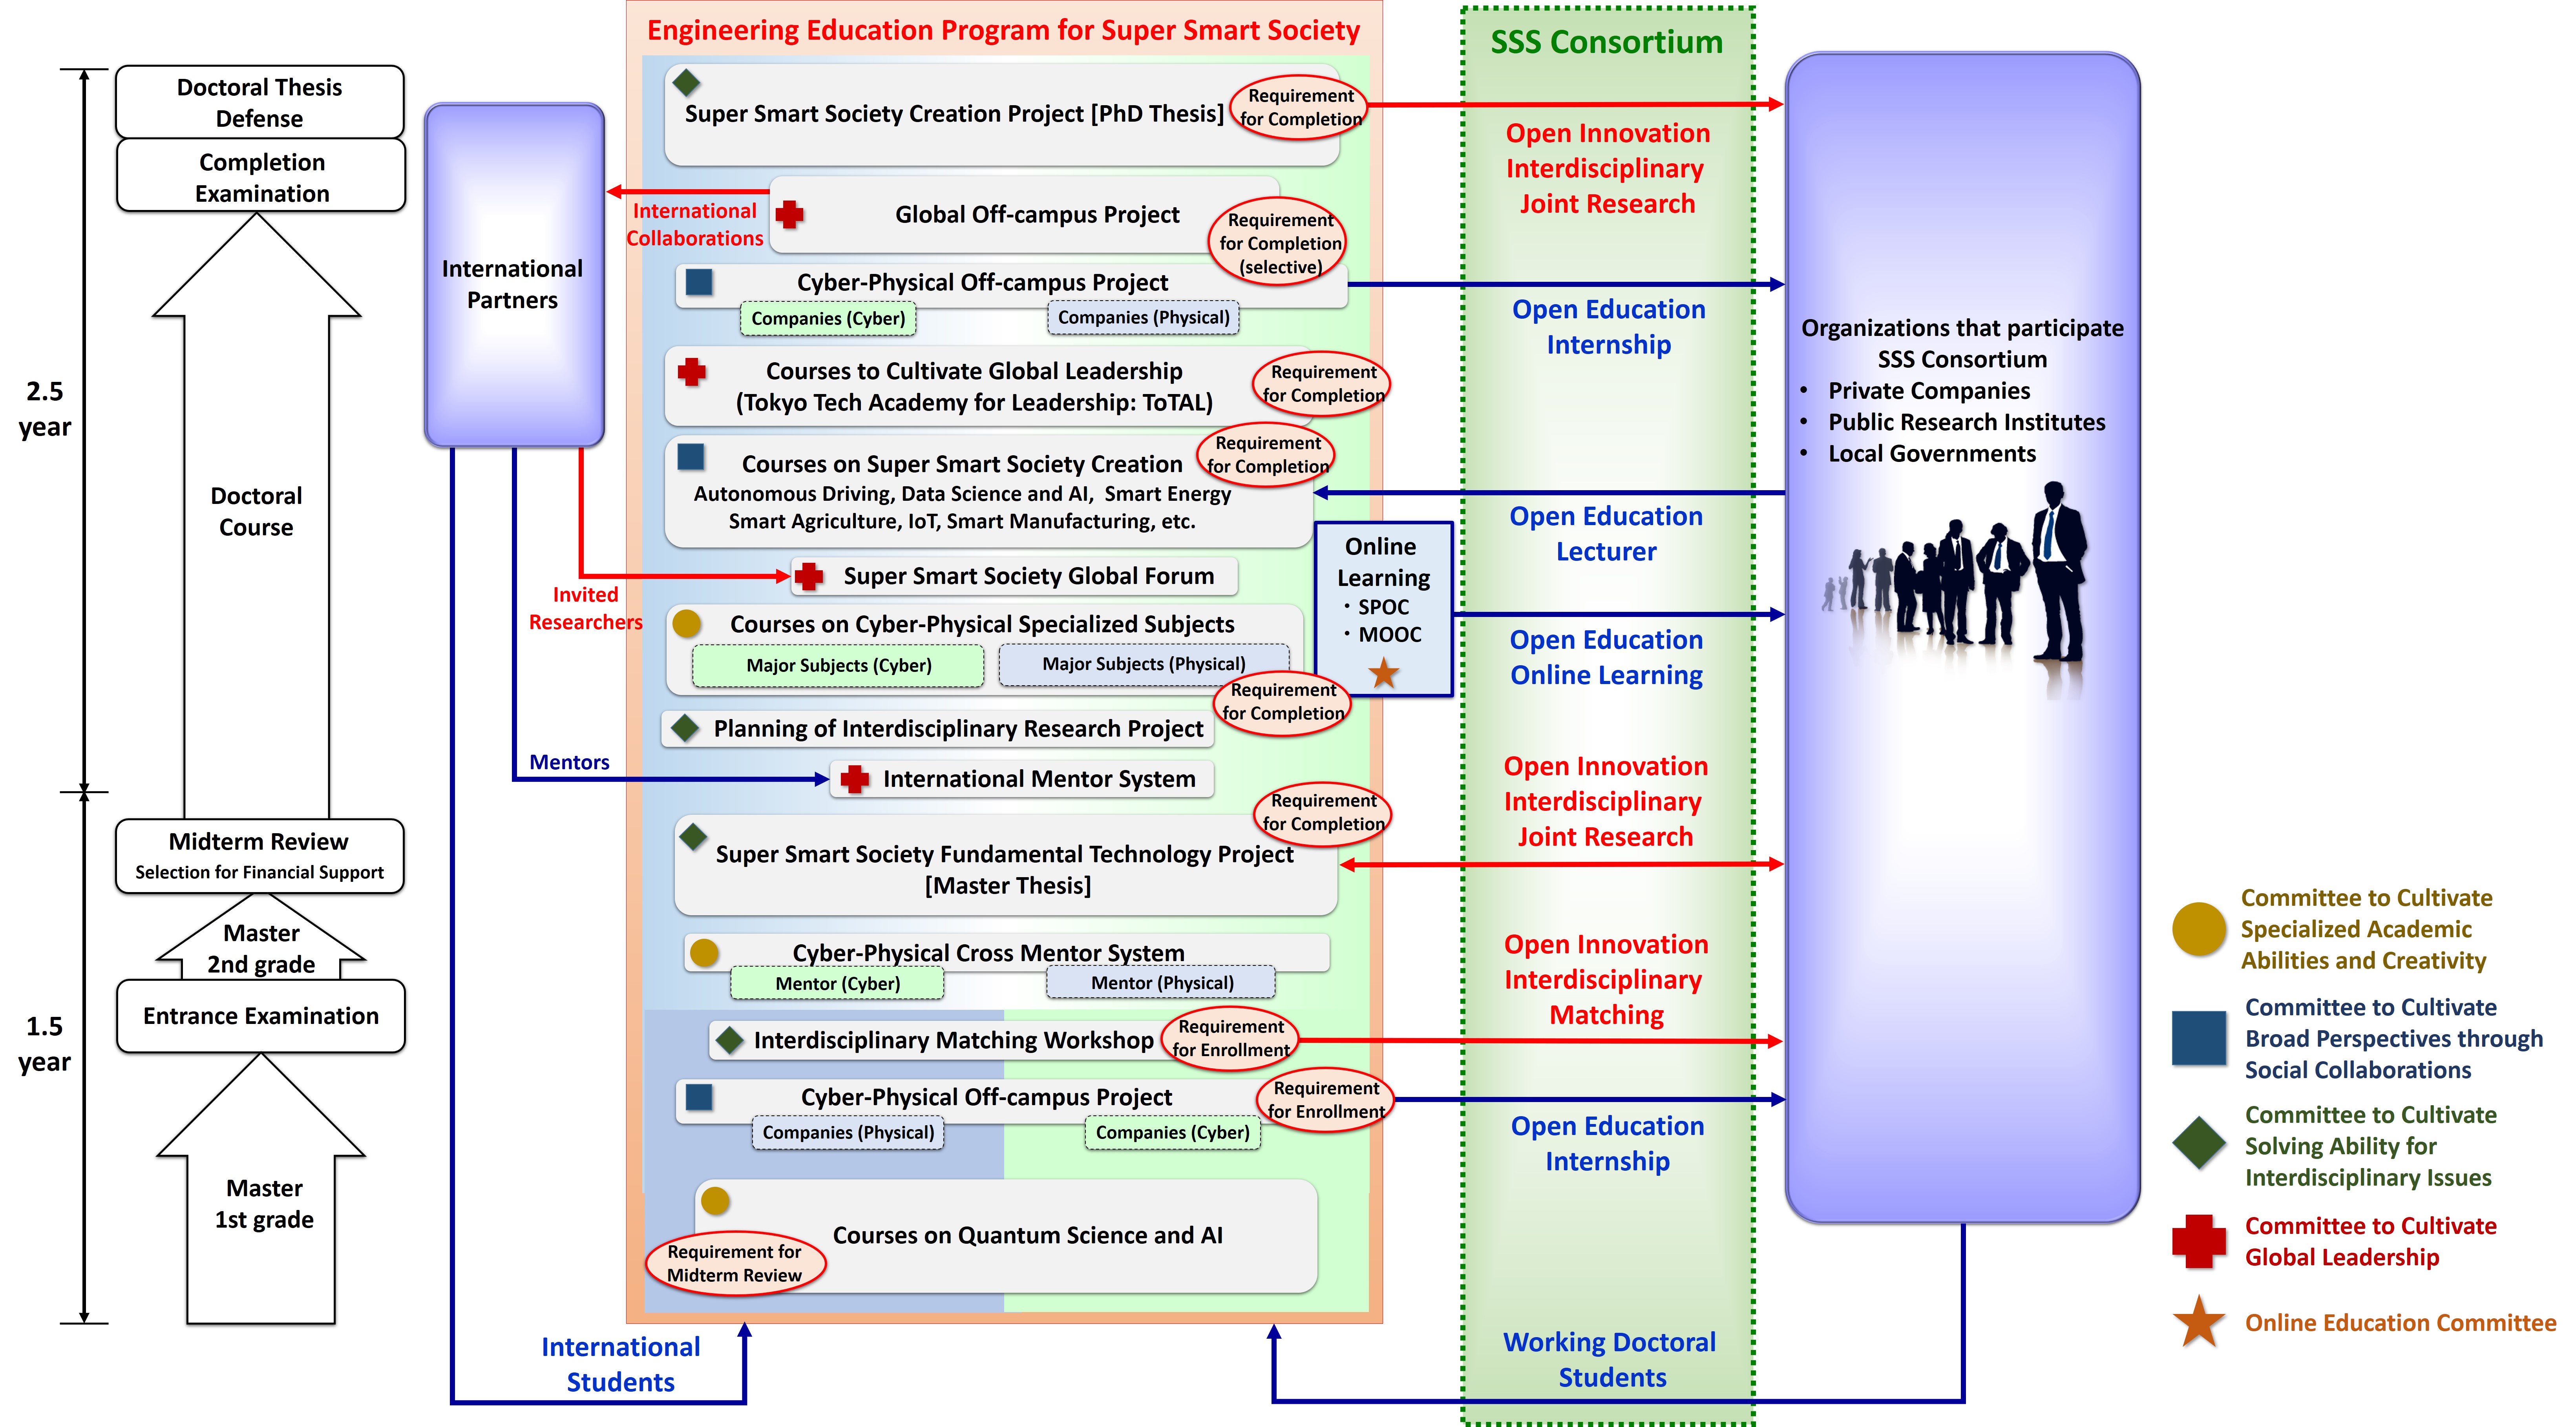 Engineering Education Program for Super Smart Society
SSS Consortium
Doctoral Thesis
Defense
Completion
Examination
2.5
year
Doctoral
Course
Midterm Review
Selection for Financial Support
Master
2nd grade
Entrance Examination
1.5
year
Master
1st grade
International
Partners
International
Collaborations
Invited
Researchers
Mentors
International
Students
Super Smart Society Creation Project [PhD Thesis]
Requirement
for Completion
Global Off-campus Project
Requirement
for Completion
(selective)
Cyber-Physical Off-campus Project
Companies (Cyber)
Companies (Physical)
Courses to Cultivate Global Leadership
(Tokyo Tech Academy for Leadership: ToTAL)
Requirement
for Completion
Courses on Super Smart Society Creation
Autonomous Driving, Data Science and AI, Smart Energy
Smart Agriculture, IoT, Smart Manufacturing, etc.
Requirement
for Completion
Online
Learning
・SPOC
・MOOC
Super Smart Society Global Forum
Courses on Cyber-Physical Specialized Subjects
Major Subjects (Cyber)
Major Subjects (Physical)
Requirement
for Completion
Planning of Interdisciplinary Research Project
International Mentor System
Requirement
for Completion
Super Smart Society Fundamental Technology Project
[Master Thesis]
Cyber-Physical Cross Mentor System
Mentor (Cyber)
Mentor (Physical)
Interdisciplinary Matching Workshop
Requirement
for Enrollment
Cyber-Physical Off-campus Project
Companies (Physical)
Companies (Cyber)
Requirement
for Enrollment
Courses on Quantum Science and AI
Requirement for
Midterm Review
Open Innovation
Interdisciplinary
Joint Research
Open Education
Internship
Open Education
Lecturer
Open Education
Online Learning
Open Innovation
Interdisciplinary
Joint Research
Open Innovation
Interdisciplinary
Matching
Open Education
Internship
Working Doctoral
Students
Organizations that participate
SSS Consortium
• Private Companies
• Public Research Institutes
• Local Governments
Committee to Cultivate
Specialized Academic
Abilities and Creativity
Committee to Cultivate
Broad Perspectives through
Social Collaborations
Committee to Cultivate
Solving Ability for
Interdisciplinary Issues
Committee to Cultivate
Global Leadership
Online Education Committee